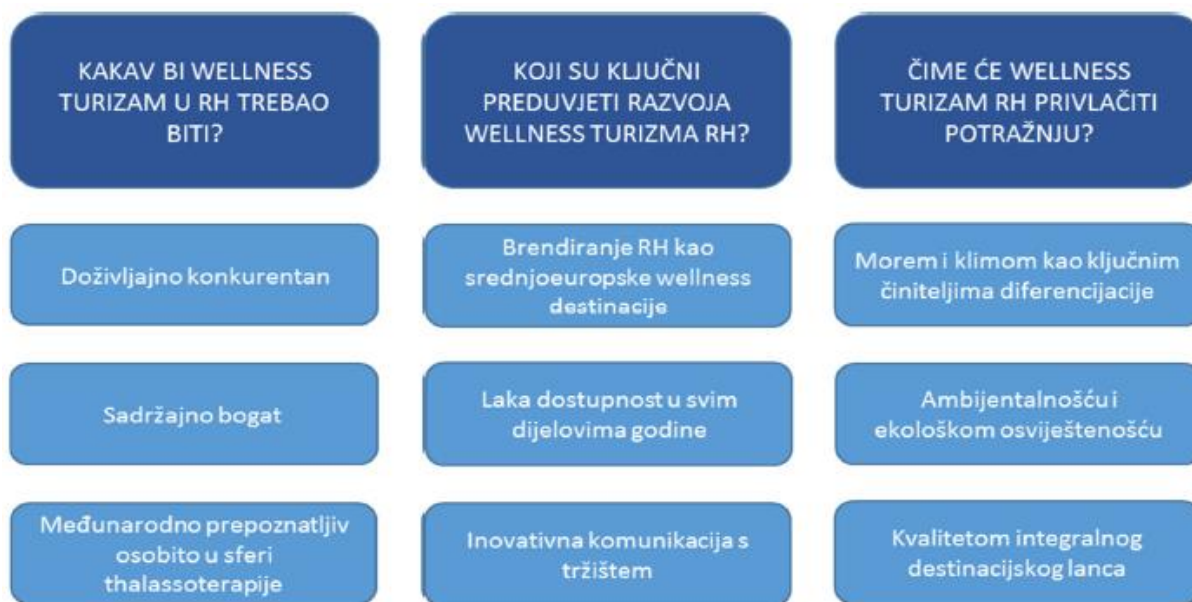 KAKAV BI WELLNESS
TURIZAM U RH TREBAO
BITI?
Doživljajno konkurentan
Sadržajno bogat
Međunarodno prepoznatljiv
osobito u sferi
thalassoterapije
KOJI SU KLJUČNI
PREDUVJETI RAZVOJA
WELLNESS TURIZMA RH?
Brendiranje RH kao
srednjoeuropske wellness
destinacije
Laka dostupnost u svim
dijelovima godine
Inovativna komunikacija s
tržištem
ČIME ĆE WELLNESS
TURIZAM RH PRIVLAČITI
POTRAŽNJU?
Morem i klimom kao ključnim
činiteljima diferencijacije
Ambijentalnošću i
ekološkom osviještenošću
Kvalitetom integralnog
destinacijskog lanca